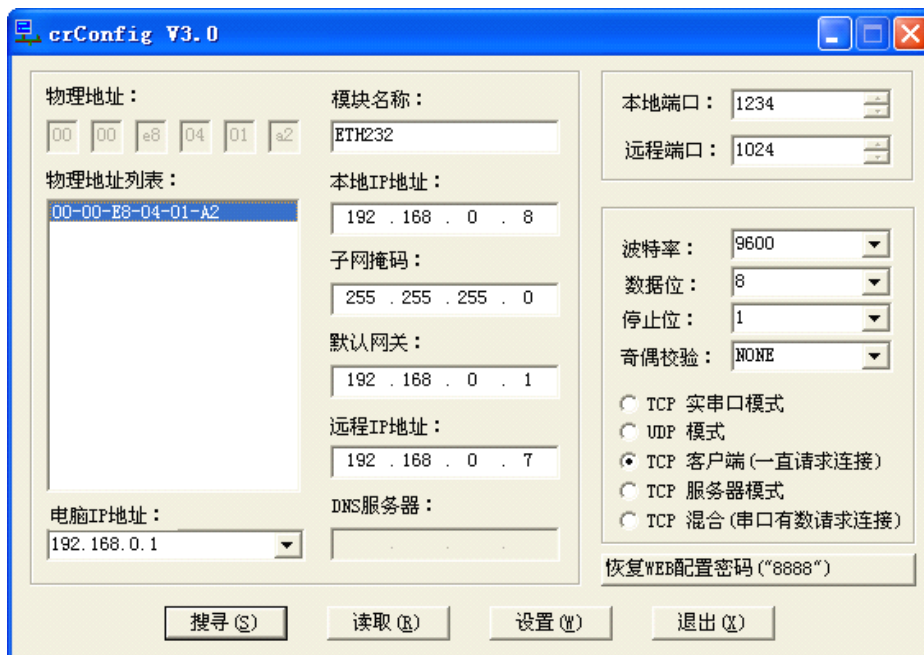 crConfig V3.0
物理地址：
00 00 e8 04 01 a2
物理地址列表：
00-00-E8-04-01-A2
电脑IP地址：
192.168.0.1
模块名称：
ETH232
本地IP地址：
192 . 168 . 0 . 8
子网掩码：
255 . 255 . 255 . 0
默认网关：
192 . 168 . 0 . 1
远程IP地址：
192 . 168 . 0 . 7
DNS服务器：
. . .
本地端口： 1234
远程端口： 1024
波特率： 9600
数据位： 8
停止位： 1
奇偶校验： NONE
TCP 实串口模式
UDP 模式
TCP 客户端(一直请求连接)
TCP 服务器模式
TCP 混合(串口有数请求连接)
恢复WEB配置密码("8888")
搜寻(S) 读取(R) 设置(W) 退出(X)